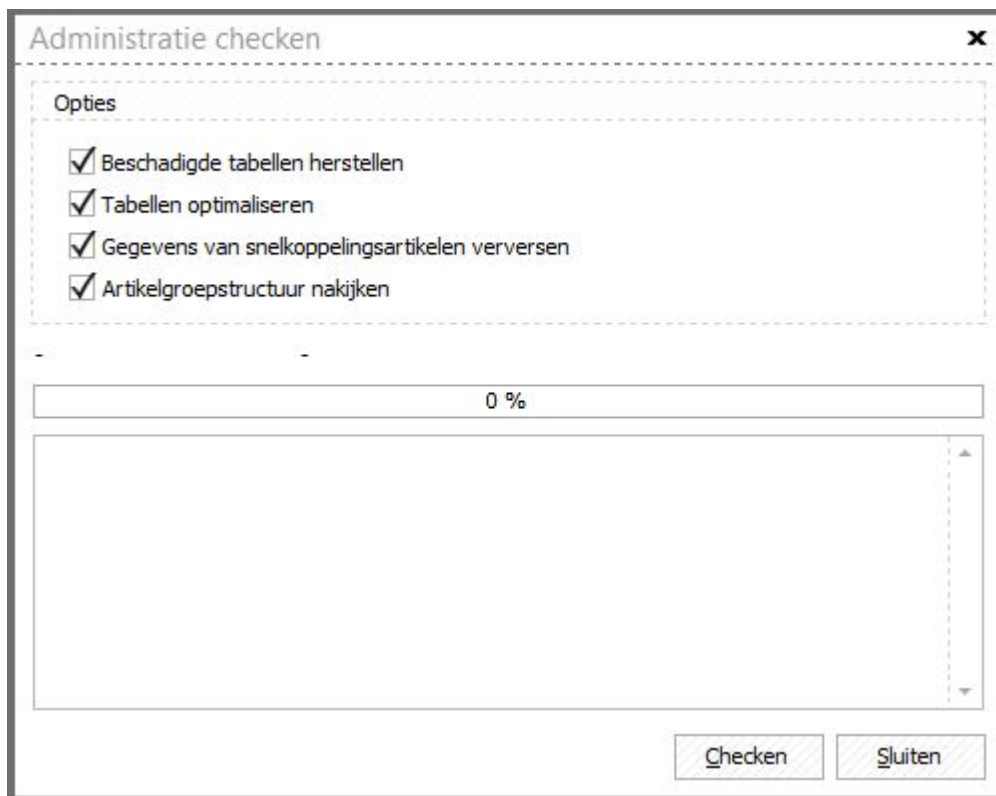 Administratie checken
Opties
Beschadigde tabellen herstellen
Tabellen optimaliseren
Gegevens van snelkoppelingsartikelen verversen
Artikelgroepstructuur nakijken
- -
0 %
Checken Sluiten